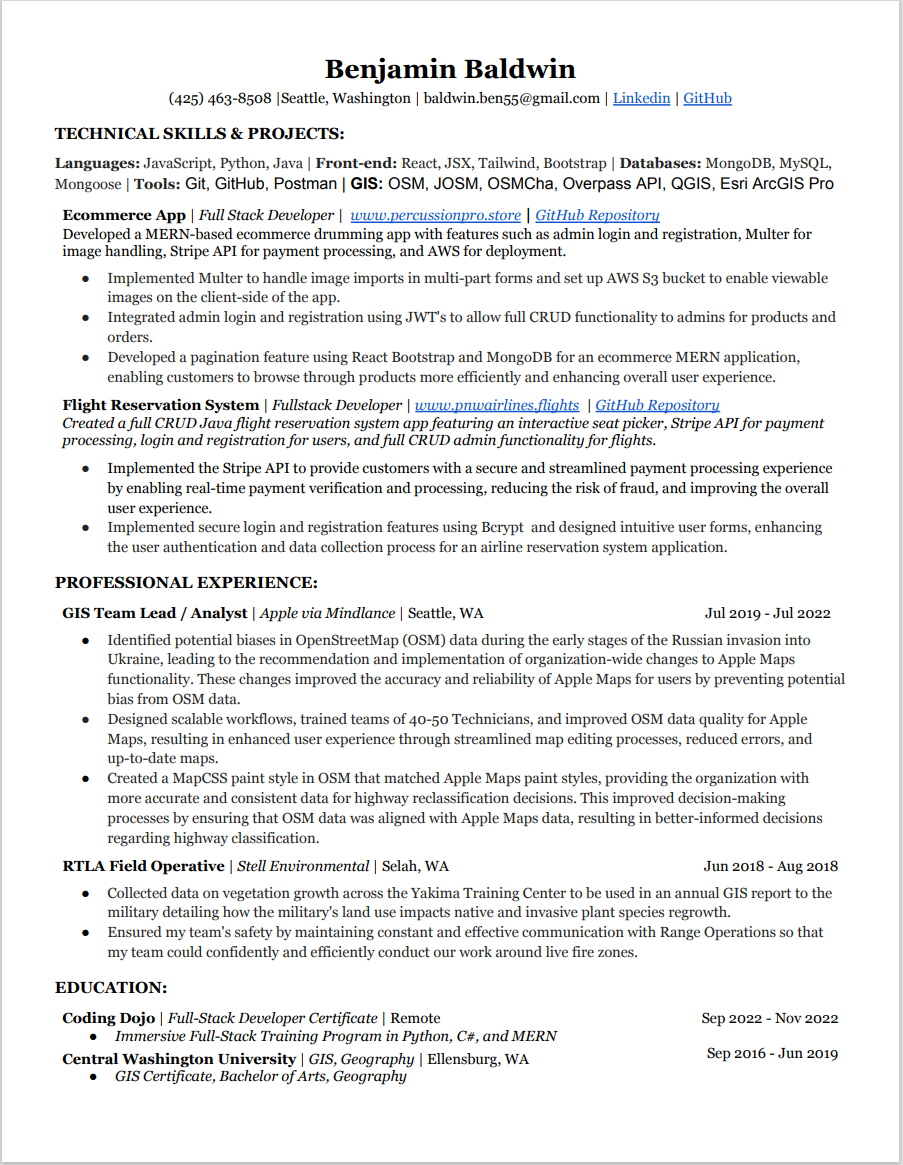 Benjamin Baldwin
(425) 463-8508 |Seattle, Washington | baldwin.ben55@gmail.com | Linkedin | GitHub
TECHNICAL SKILLS & PROJECTS:
Languages: JavaScript, Python, Java | Front-end: React, JSX, Tailwind, Bootstrap | Databases: MongoDB, MySQL,
Mongoose | Tools: Git, GitHub, Postman | GIS: OSM, JOSM, OSMCha, Overpass API, QGIS, Esri ArcGIS Pro
Ecommerce App | Full Stack Developer | www.percussionpro.store | GitHub Repository
Developed a MERN-based ecommerce drumming app with features such as admin login and registration, Multer for
image handling, Stripe API for payment processing, and AWS for deployment.
● Implemented Multer to handle image imports in multi-part forms and set up AWS S3 bucket to enable viewable
images on the client-side of the app.
● Integrated admin login and registration using JWT's to allow full CRUD functionality to admins for products and
orders.
● Developed a pagination feature using React Bootstrap and MongoDB for an ecommerce MERN application,
enabling customers to browse through products more efficiently and enhancing overall user experience.
Flight Reservation System | Fullstack Developer | www.pnwairlines.flights | GitHub Repository
Created a full CRUD Java flight reservation system app featuring an interactive seat picker, Stripe API for payment
processing, login and registration for users, and full CRUD admin functionality for flights.
● Implemented the Stripe API to provide customers with a secure and streamlined payment processing experience
by enabling real-time payment verification and processing, reducing the risk of fraud, and improving the overall
user experience.
● Implemented secure login and registration features using Bcrypt and designed intuitive user forms, enhancing
the user authentication and data collection process for an airline reservation system application.
PROFESSIONAL EXPERIENCE:
GIS Team Lead / Analyst | Apple via Mindlance | Seattle, WA Jul 2019 - Jul 2022
● Identified potential biases in OpenStreetMap (OSM) data during the early stages of the Russian invasion into
Ukraine, leading to the recommendation and implementation of organization-wide changes to Apple Maps
functionality. These changes improved the accuracy and reliability of Apple Maps for users by preventing potential
bias from OSM data.
● Designed scalable workflows, trained teams of 40-50 Technicians, and improved OSM data quality for Apple
Maps, resulting in enhanced user experience through streamlined map editing processes, reduced errors, and
up-to-date maps.
● Created a MapCSS paint style in OSM that matched Apple Maps paint styles, providing the organization with
more accurate and consistent data for highway reclassification decisions. This improved decision-making
processes by ensuring that OSM data was aligned with Apple Maps data, resulting in better-informed decisions
regarding highway classification.
RTLA Field Operative | Stell Environmental | Selah, WA Jun 2018 - Aug 2018
● Collected data on vegetation growth across the Yakima Training Center to be used in an annual GIS report to the
military detailing how the military's land use impacts native and invasive plant species regrowth.
● Ensured my team's safety by maintaining constant and effective communication with Range Operations so that
my team could confidently and efficiently conduct our work around live fire zones.
EDUCATION:
Coding Dojo | Full-Stack Developer Certificate | Remote Sep 2022 - Nov 2022
● Immersive Full-Stack Training Program in Python, C#, and MERN
Central Washington University | GIS, Geography | Ellensburg, WA Sep 2016 - Jun 2019
● GIS Certificate, Bachelor of Arts, Geography